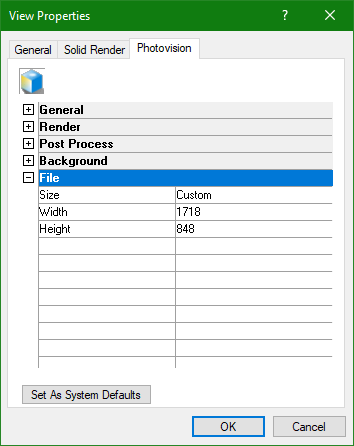 View Properties
? ×
General Solid Render Photovision
+ General
+ Render
+ Post Process
+ Background
- File
Size Custom
Width 1718
Height 848
Set As System Defaults
OK Cancel